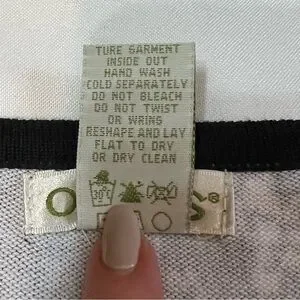 TURE GARMENT
INSIDE OUT
HAND WASH
COLD SEPARATELY
DO NOT BLEACH
DO NOT TWIST
OR WRING
RESHAPE AND LAY
FLAT TO DRY
OR DRY CLEAN
30°C
O S®